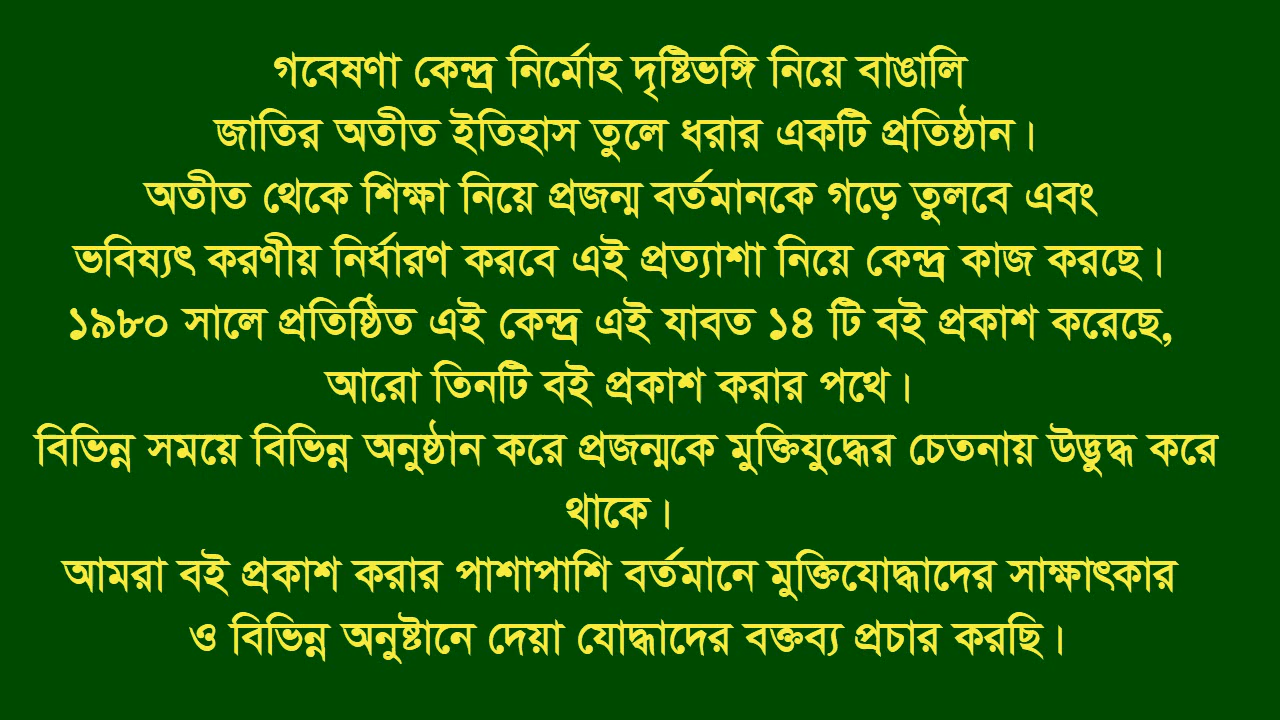 গবেষণা কেন্দ্র নির্মোহ দৃষ্টিভঙ্গি নিয়ে বাঙালি
জাতির অতীত ইতিহাস তুলে ধরার একটি প্রতিষ্ঠান।
অতীত থেকে শিক্ষা নিয়ে প্রজন্ম বর্তমানকে গড়ে তুলবে এবং
ভবিষ্যৎ করণীয় নির্ধারণ করবে এই প্রত্যাশা নিয়ে কেন্দ্র কাজ করছে।
১৯৮০ সালে প্রতিষ্ঠিত এই কেন্দ্র এই যাবত ১৪ টি বই প্রকাশ করেছে,
আরো তিনটি বই প্রকাশ করার পথে।
বিভিন্ন সময়ে বিভিন্ন অনুষ্ঠান করে প্রজন্মকে মুক্তিযুদ্ধের চেতনায় উদ্ভুদ্ধ করে
থাকে।
আমরা বই প্রকাশ করার পাশাপাশি বর্তমানে মুক্তিযোদ্ধাদের সাক্ষাৎকার
ও বিভিন্ন অনুষ্টানে দেয়া যোদ্ধাদের বক্তব্য প্রচার করছি।